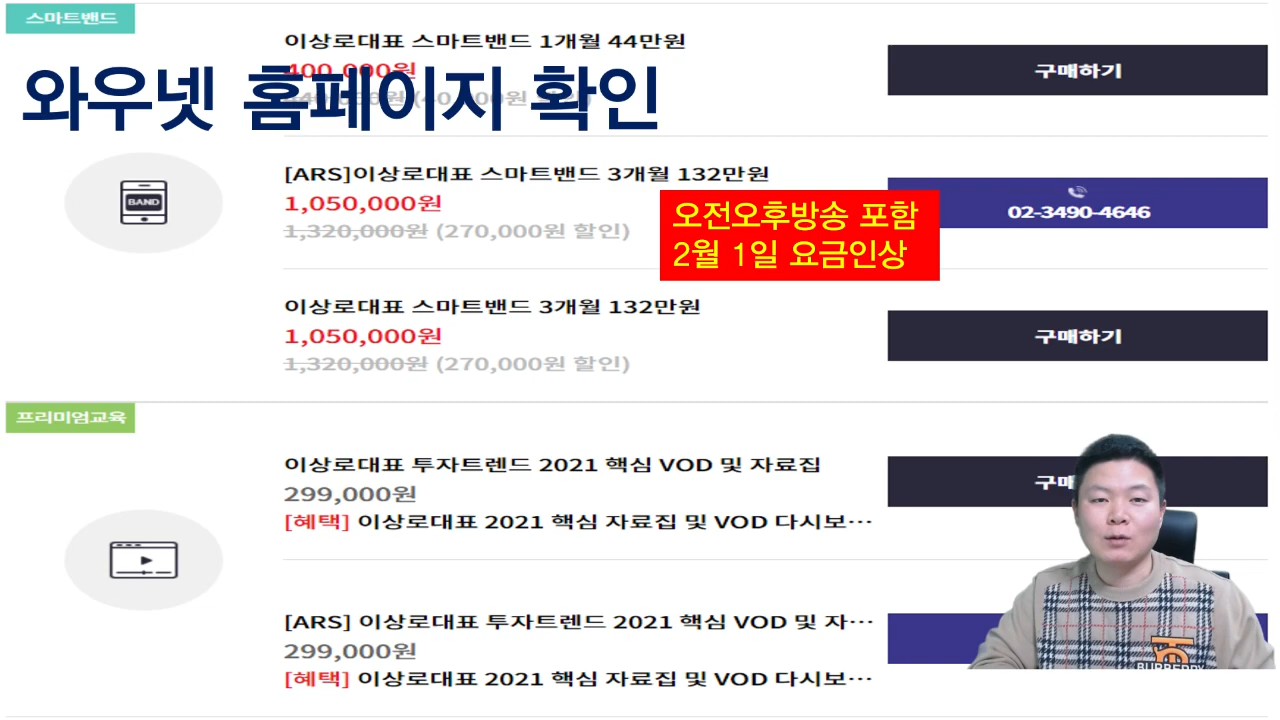 스마트밴드
이상로대표 스마트밴드 1개월 44만원
400,000원
와우넷 홈페이지 확인
구매하기
[ARS]이상로대표 스마트밴드 3개월 132만원
1,050,000원
1,320,000원 (270,000원 할인)
BAND
02-3490-4646
오전오후방송 포함
2월 1일 요금인상
이상로대표 스마트밴드 3개월 132만원
1,050,000원
1,320,000원 (270,000원 할인)
구매하기
프리미엄교육
이상로대표 투자트렌드 2021 핵심 VOD 및 자료집
299,000원
[혜택] 이상로대표 2021 핵심 자료집 및 VOD 다시보…
구매
[ARS] 이상로대표 투자트렌드 2021 핵심 VOD 및 자…
299,000원
[혜택] 이상로대표 2021 핵심 자료집 및 VOD 다시보…
BURBERRY